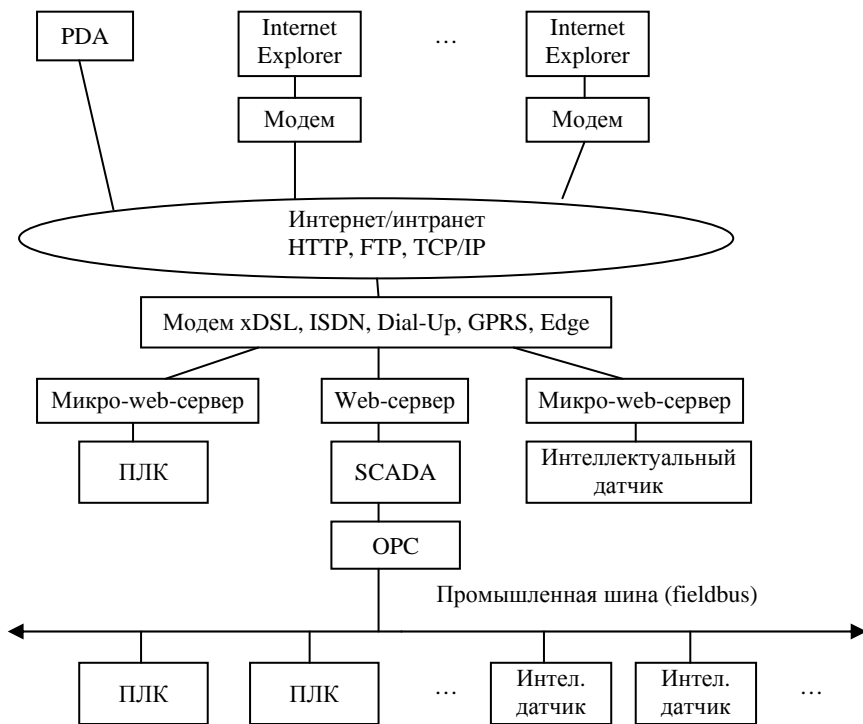 PDA
Internet
Explorer
…
Internet
Explorer
Модем
Модем
Интернет/интранет
HTTP, FTP, TCP/IP
Модем xDSL, ISDN, Dial-Up, GPRS, Edge
Микро-web-сервер
Web-сервер
Микро-web-сервер
ПЛК
SCADA
Интеллектуальный
датчик
OPC
Промышленная шина (fieldbus)
ПЛК
ПЛК
…
Интел.
датчик
Интел.
датчик
…